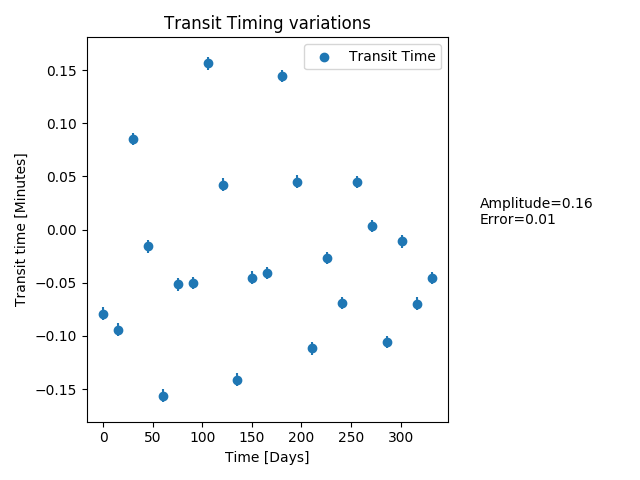 Transit Timing variations
Transit Time
0.15
0.10
0.05
0.00
−0.05
−0.10
−0.15
Transit time [Minutes]
Amplitude=0.16
Error=0.01
0 50 100 150 200 250 300
Time [Days]